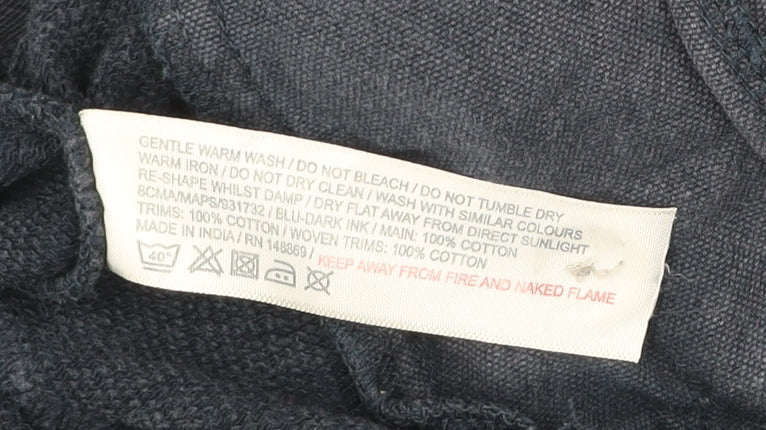 GENTLE WARM WASH / DO NOT BLEACH / DO NOT TUMBLE DRY
WARM IRON / DO NOT DRY CLEAN / WASH WITH SIMILAR COLOURS
RE-SHAPE WHILST DAMP / DRY FLAT AWAY FROM DIRECT SUNLIGHT
8CMA/MAPS/931732 / BLU-DARK INK / MAIN: 100% COTTON
TRIMS: 100% COTTON / WOVEN TRIMS: 100% COTTON
MADE IN INDIA / RN 148869 / KEEP AWAY FROM FIRE AND NAKED FLAME
40°